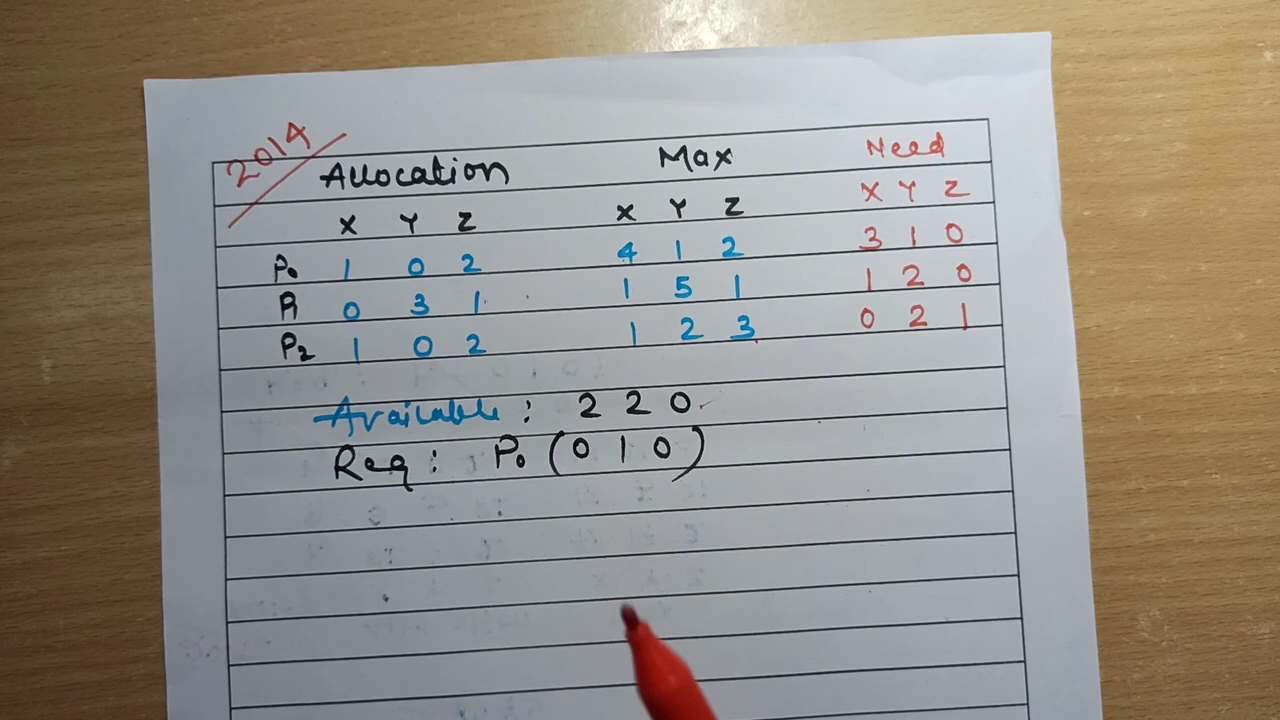 2014
Allocation Max Need
X Y Z X Y Z X Y Z
P0 1 0 2 4 1 2 3 1 0
P1 0 3 1 1 5 1 1 2 0
P2 1 0 2 1 2 3 0 2 1
Available : 2 2 0
Req : P0 (0 1 0)